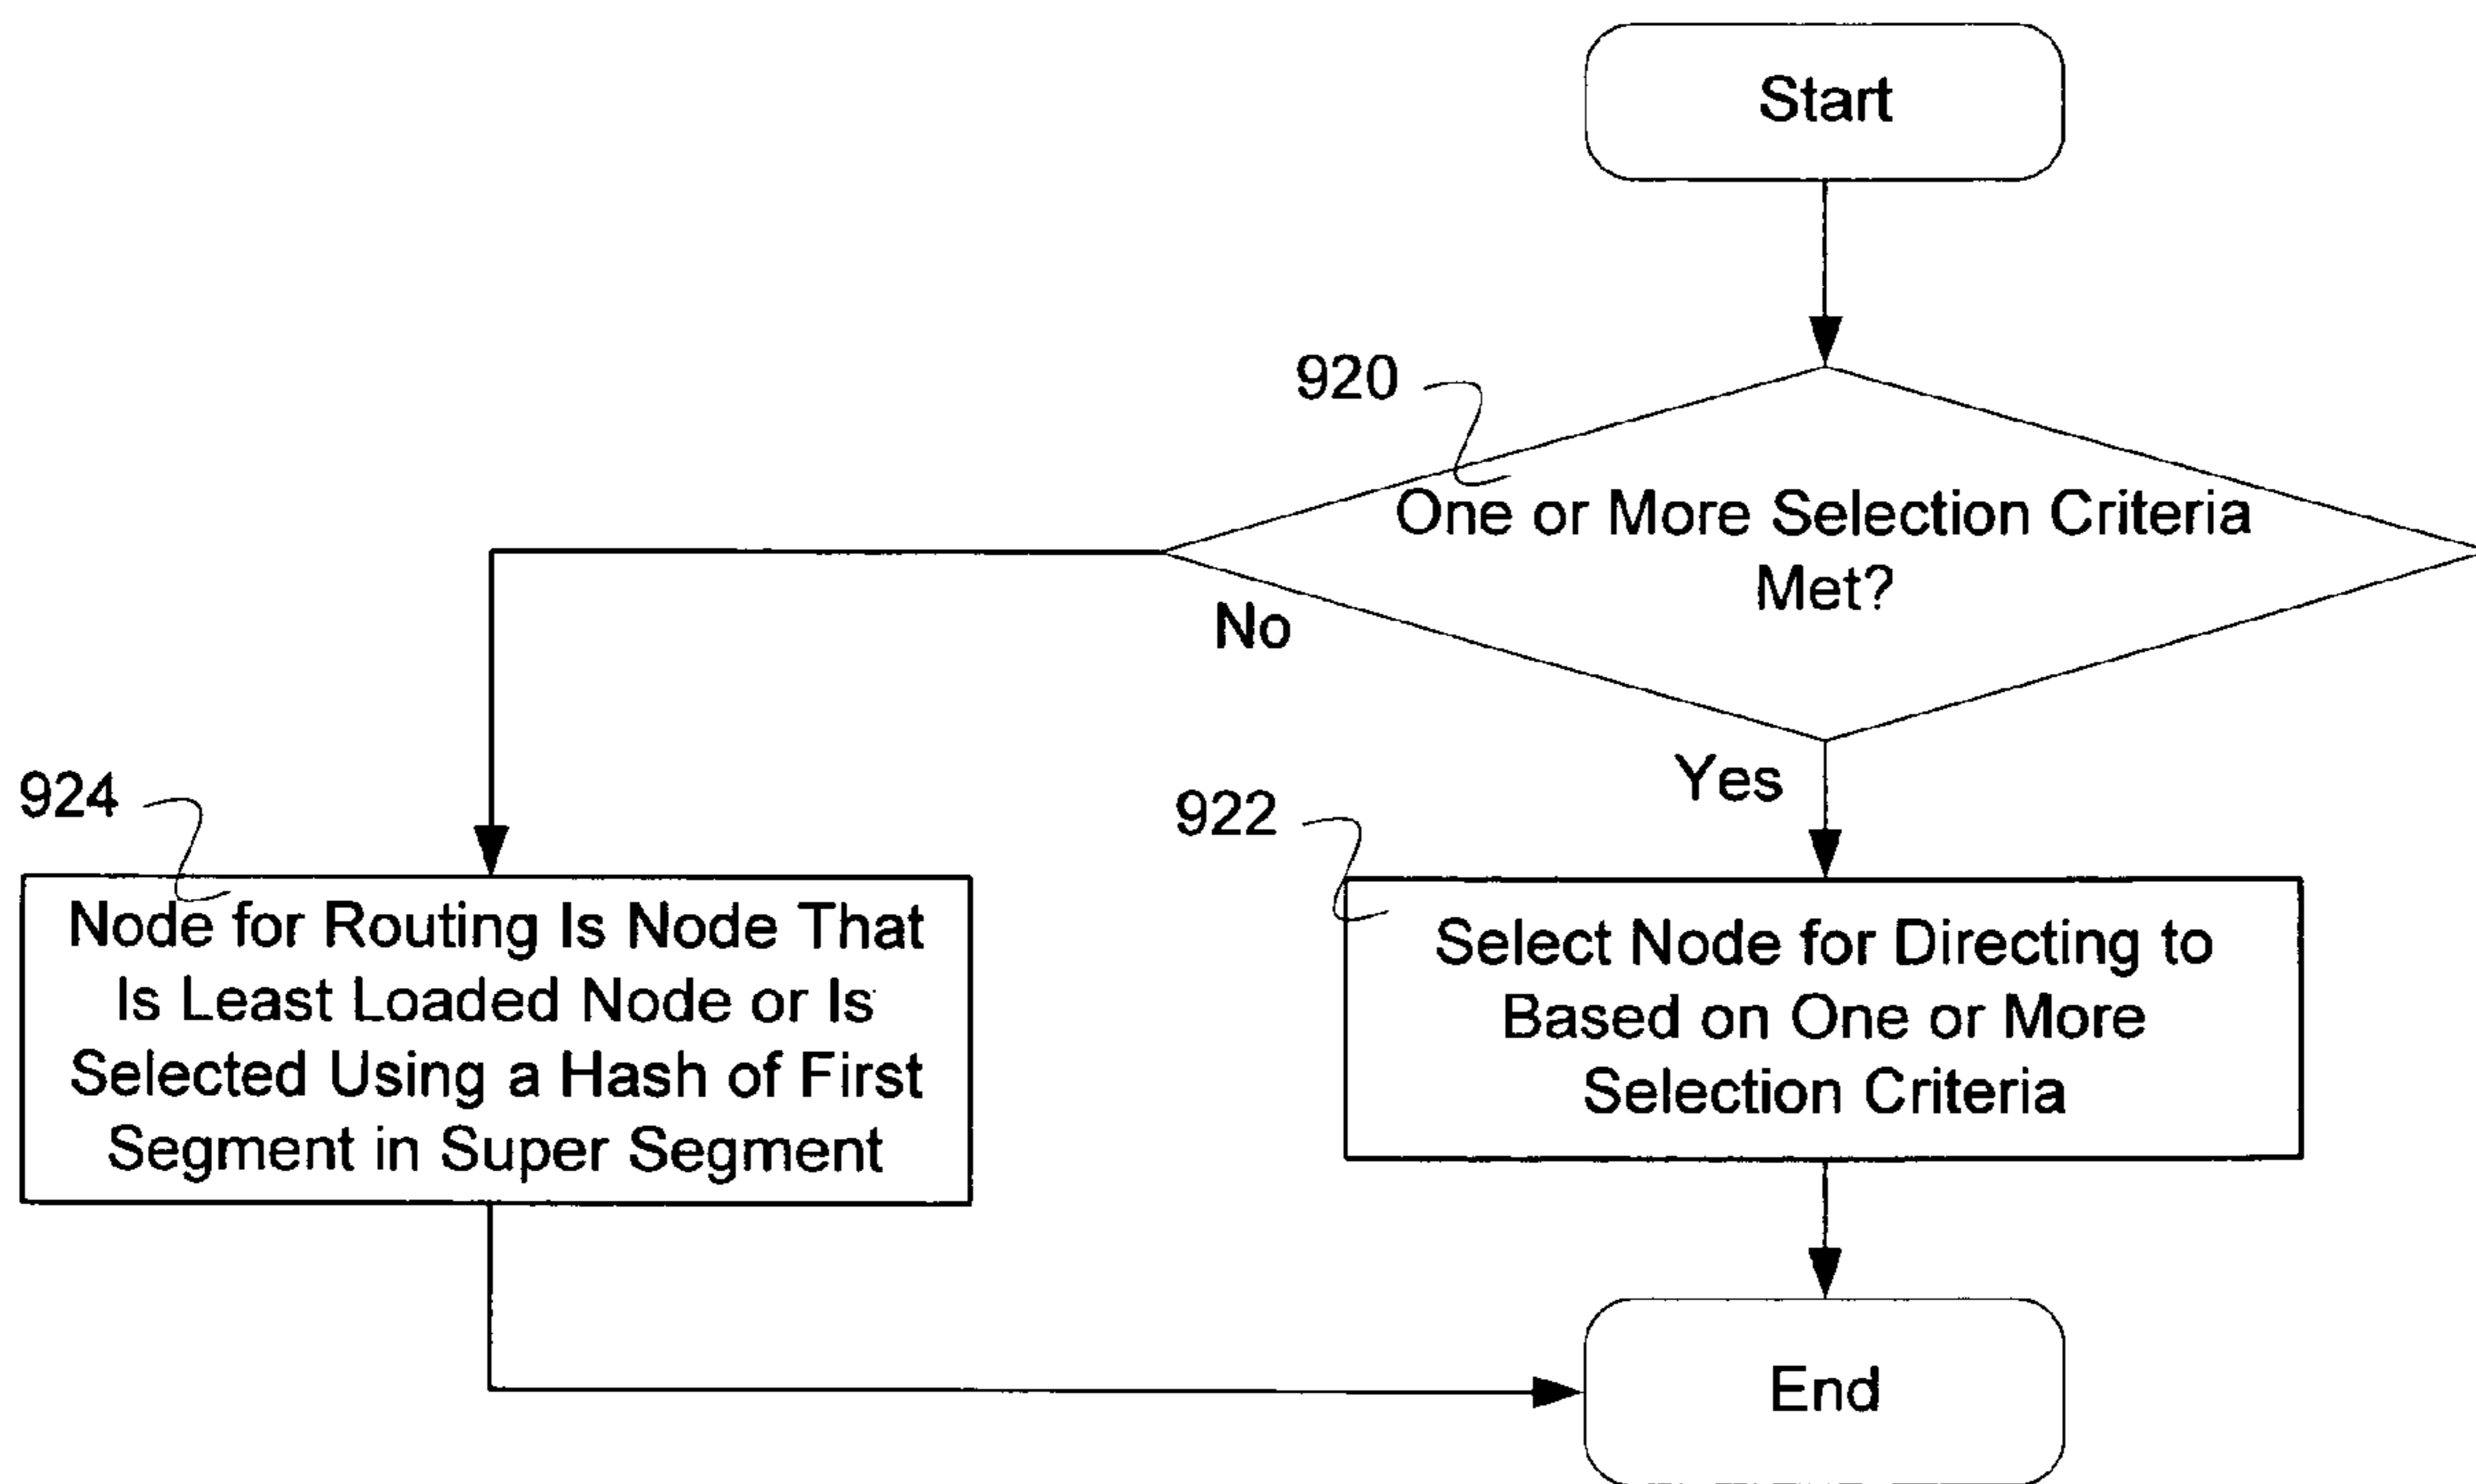 Start
920
One or More Selection Criteria
Met?
No
Yes
924
922
Node for Routing Is Node That
Is Least Loaded Node or Is
Selected Using a Hash of First
Segment in Super Segment
Select Node for Directing to
Based on One or More
Selection Criteria
End